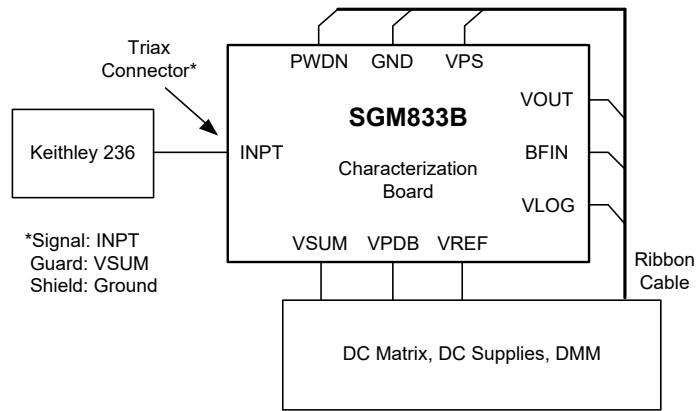 Triax
Connector*
PWDN GND VPS
SGM833B
VOUT
Keithley 236
INPT
BFIN
Characterization
Board
VLOG
*Signal: INPT
Guard: VSUM
Shield: Ground
VSUM VPDB VREF
Ribbon
Cable
DC Matrix, DC Supplies, DMM